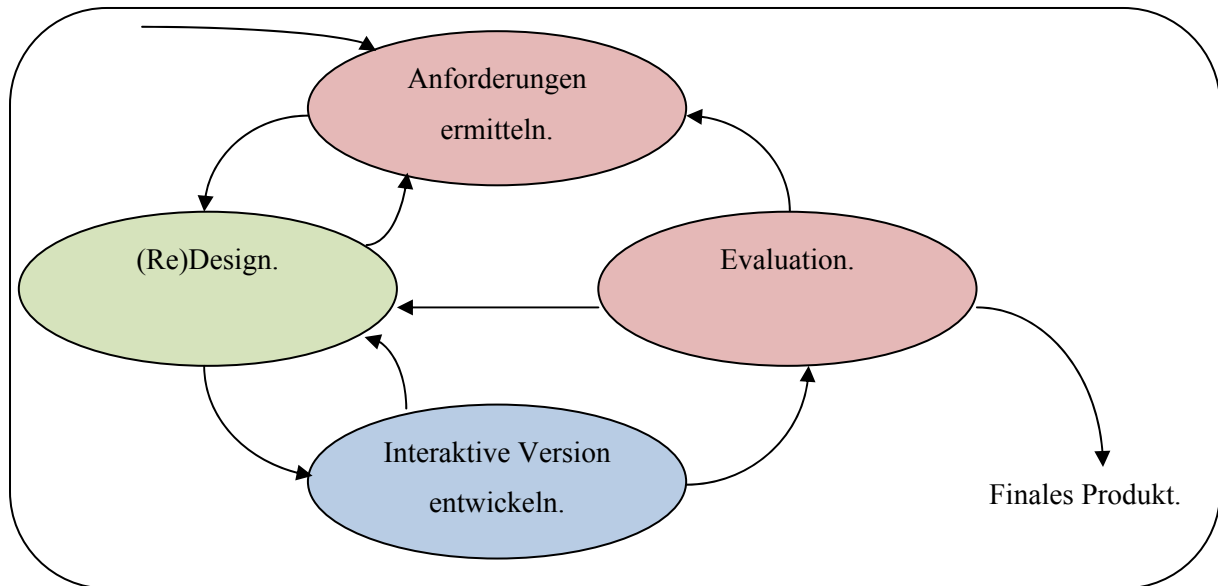 Anforderungen
ermitteln.
(Re)Design.
Evaluation.
Interaktive Version
entwickeln.
Finales Produkt.